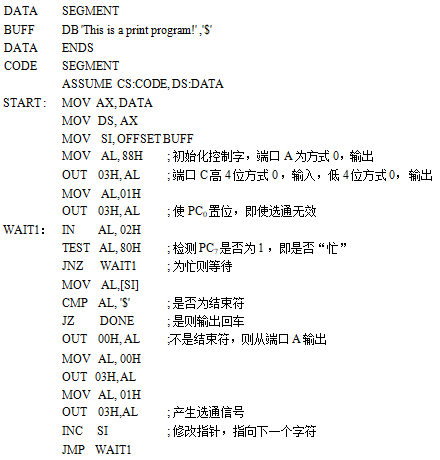 DATA SEGMENT
BUFF DB 'This is a print program!' ,'$'
DATA ENDS
CODE SEGMENT
ASSUME CS:CODE, DS:DATA
START: MOV AX, DATA
MOV DS, AX
MOV SI, OFFSET BUFF
MOV AL, 88H ;初始化控制字，端口 A 为方式 0，输出
OUT 03H, AL ;端口 C 高 4 位方式 0，输入，低 4 位方式 0，输出
MOV AL,01H
OUT 03H, AL ;使 PC₀ 置位，即使选通无效
WAIT1: IN AL, 02H
TEST AL, 80H ;检测 PC₇ 是否为 1，即是否“忙”
JNZ WAIT1 ;为忙则等待
MOV AL,[SI]
CMP AL, '$' ;是否为结束符
JZ DONE ;是则输出回车
OUT 00H, AL ;不是结束符，则从端口 A 输出
MOV AL, 00H
OUT 03H, AL
MOV AL, 01H
OUT 03H,AL ;产生选通信号
INC SI ;修改指针，指向下一个字符
JMP WAIT1